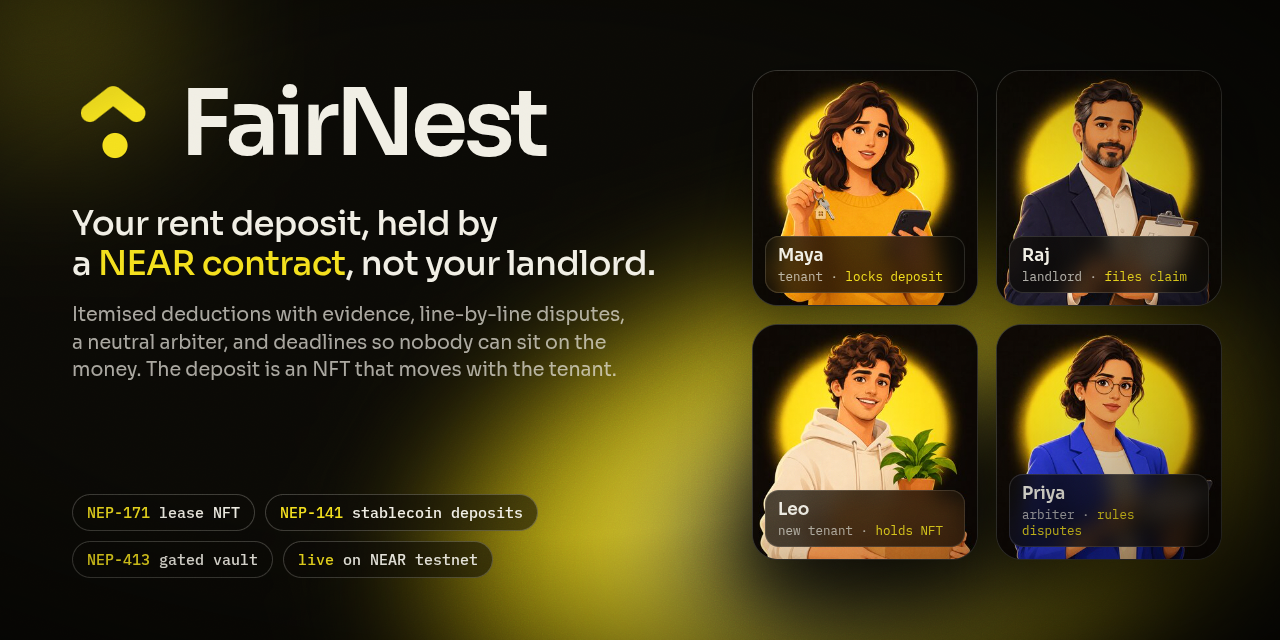 FairNest
Your rent deposit, held by
a NEAR contract, not your landlord.
Itemised deductions with evidence, line-by-line disputes,
a neutral arbiter, and deadlines so nobody can sit on the
money. The deposit is an NFT that moves with the tenant.
NEP-171 lease NFT
NEP-141 stablecoin deposits
NEP-413 gated vault
live on NEAR testnet
Maya
tenant · locks deposit
Raj
landlord · files claim
Leo
new tenant · holds NFT
Priya
arbiter · rules
disputes